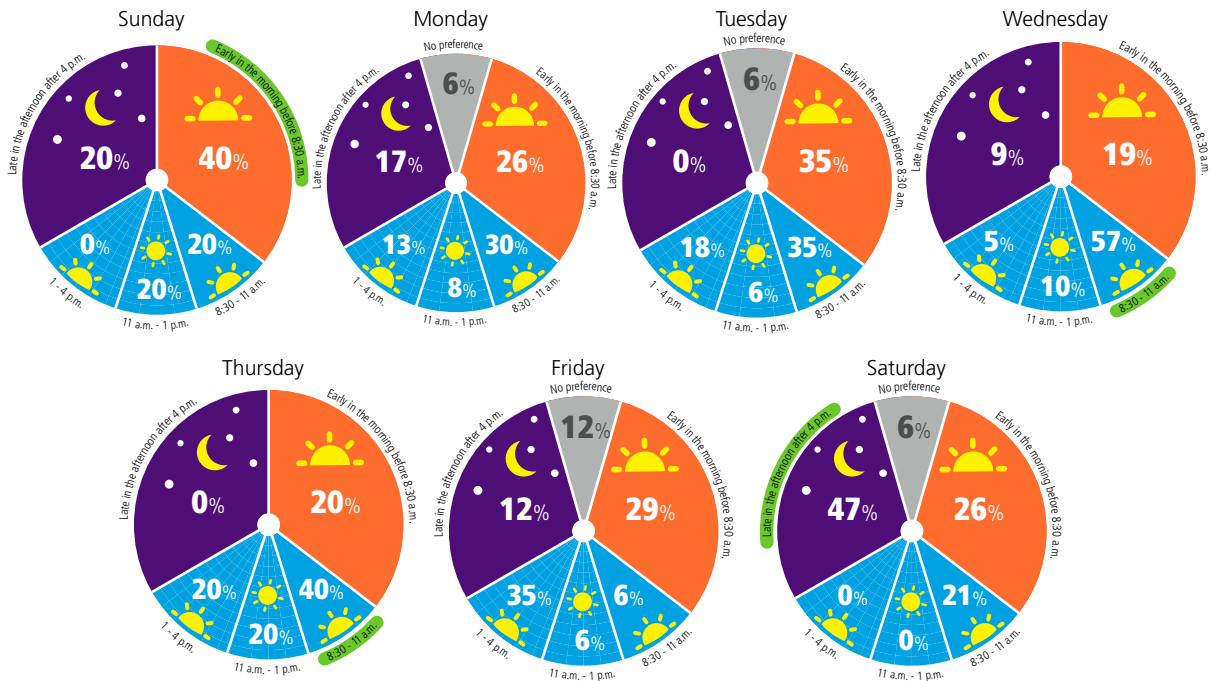 Sunday
Late in the afternoon after 4 p.m.
Early in the morning before 8:30 a.m.
20%
40%
0%
20%
20%
1 - 4 p.m.
11 a.m. - 1 p.m.
8:30 - 11 a.m.
Monday
No preference
Late in the afternoon after 4 p.m.
Early in the morning before 8:30 a.m.
6%
17%
26%
13%
8%
30%
1 - 4 p.m.
11 a.m. - 1 p.m.
8:30 - 11 a.m.
Tuesday
No preference
Late in the afternoon after 4 p.m.
Early in the morning before 8:30 a.m.
6%
0%
35%
18%
6%
35%
1 - 4 p.m.
11 a.m. - 1 p.m.
8:30 - 11 a.m.
Wednesday
Late in the afternoon after 4 p.m.
Early in the morning before 8:30 a.m.
9%
19%
5%
10%
57%
1 - 4 p.m.
11 a.m. - 1 p.m.
8:30 - 11 a.m.
Thursday
Late in the afternoon after 4 p.m.
Early in the morning before 8:30 a.m.
0%
20%
20%
20%
40%
1 - 4 p.m.
11 a.m. - 1 p.m.
8:30 - 11 a.m.
Friday
No preference
Late in the afternoon after 4 p.m.
Early in the morning before 8:30 a.m.
12%
12%
29%
35%
6%
6%
1 - 4 p.m.
11 a.m. - 1 p.m.
8:30 - 11 a.m.
Saturday
No preference
Late in the afternoon after 4 p.m.
Early in the morning before 8:30 a.m.
6%
47%
26%
0%
0%
21%
1 - 4 p.m.
11 a.m. - 1 p.m.
8:30 - 11 a.m.